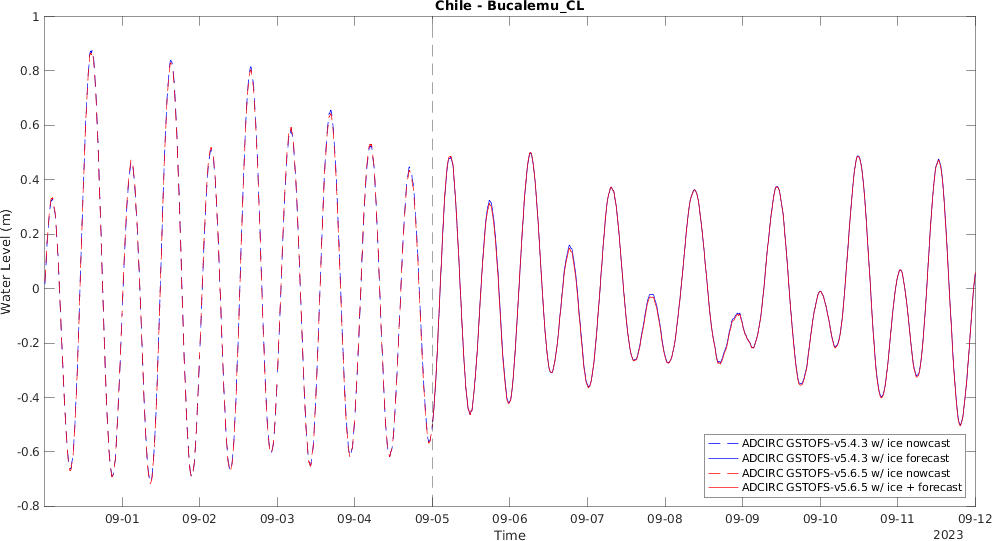 Chile - Bucalemu_CL
Water Level (m)
1
0.8
0.6
0.4
0.2
0
-0.2
-0.4
-0.6
-0.8
09-01 09-02 09-03 09-04 09-05 09-06 09-07 09-08 09-09 09-10 09-11 09-12
Time
2023
ADCIRC GSTOFS-v5.4.3 w/ ice nowcast
ADCIRC GSTOFS-v5.4.3 w/ ice forecast
ADCIRC GSTOFS-v5.6.5 w/ ice nowcast
ADCIRC GSTOFS-v5.6.5 w/ ice + forecast